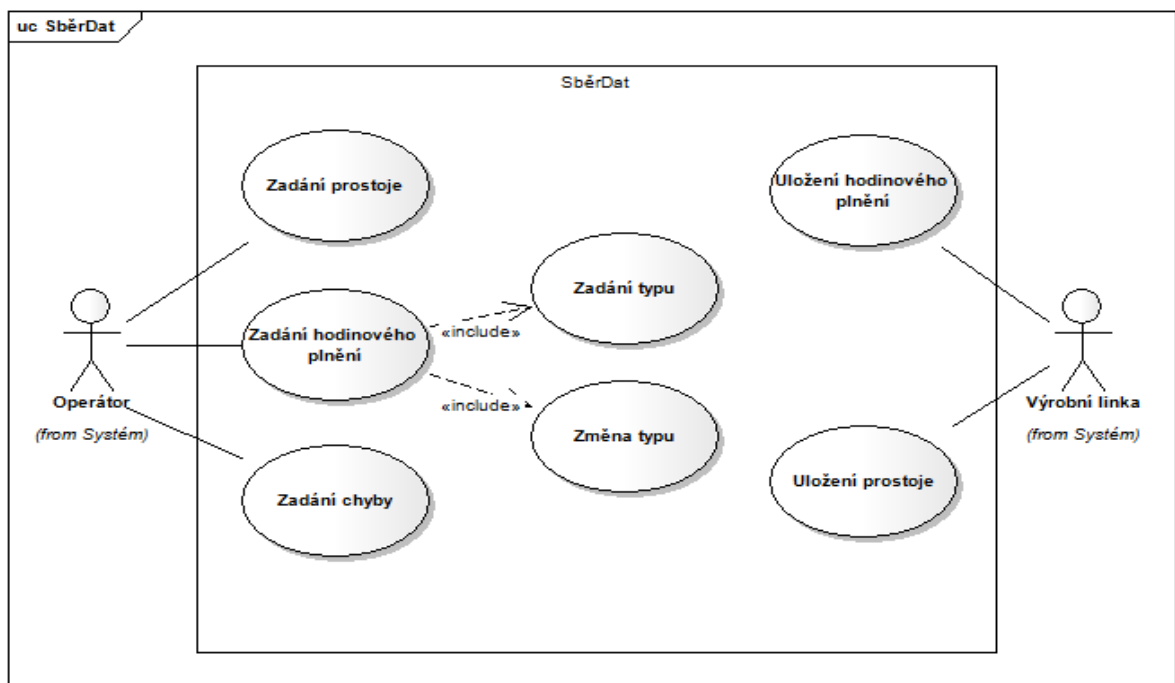 uc SběrDat
SběrDat
Zadání prostoje
Uložení hodinového
plnění
Zadání typu
Zadání hodinového
plnění
«include»
«include»
Operátor
(from Systém)
Výrobní linka
(from Systém)
Změna typu
Zadání chyby
Uložení prostoje